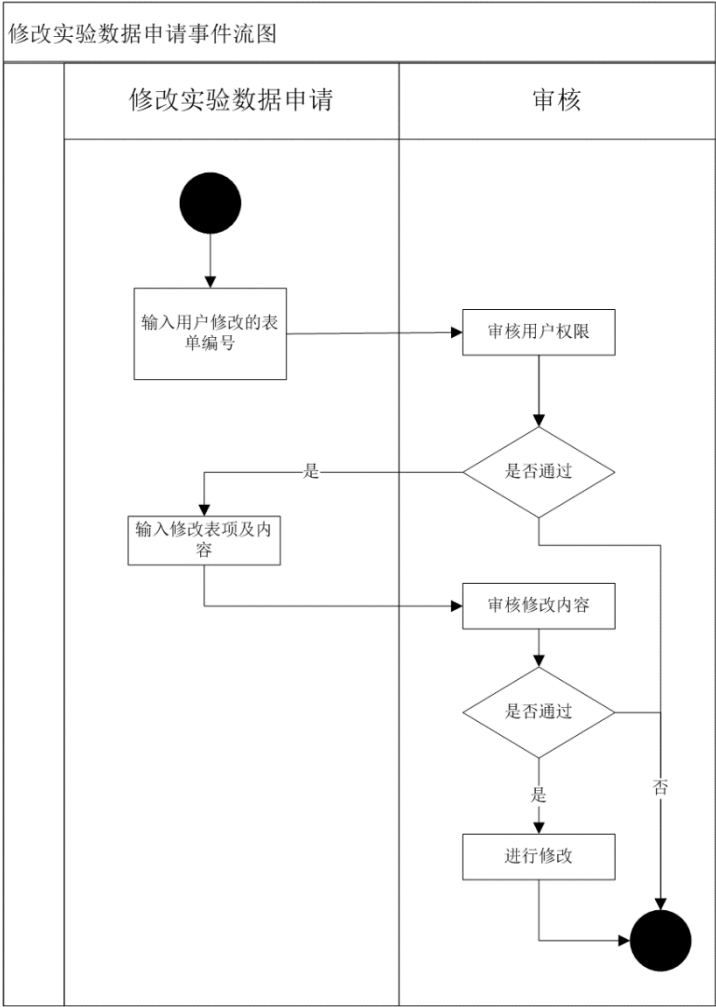 修改实验数据申请事件流图
修改实验数据申请
审核
输入用户修改的表
单编号
审核用户权限
是否通过
是
输入修改表项及内
容
审核修改内容
是否通过
是
否
进行修改